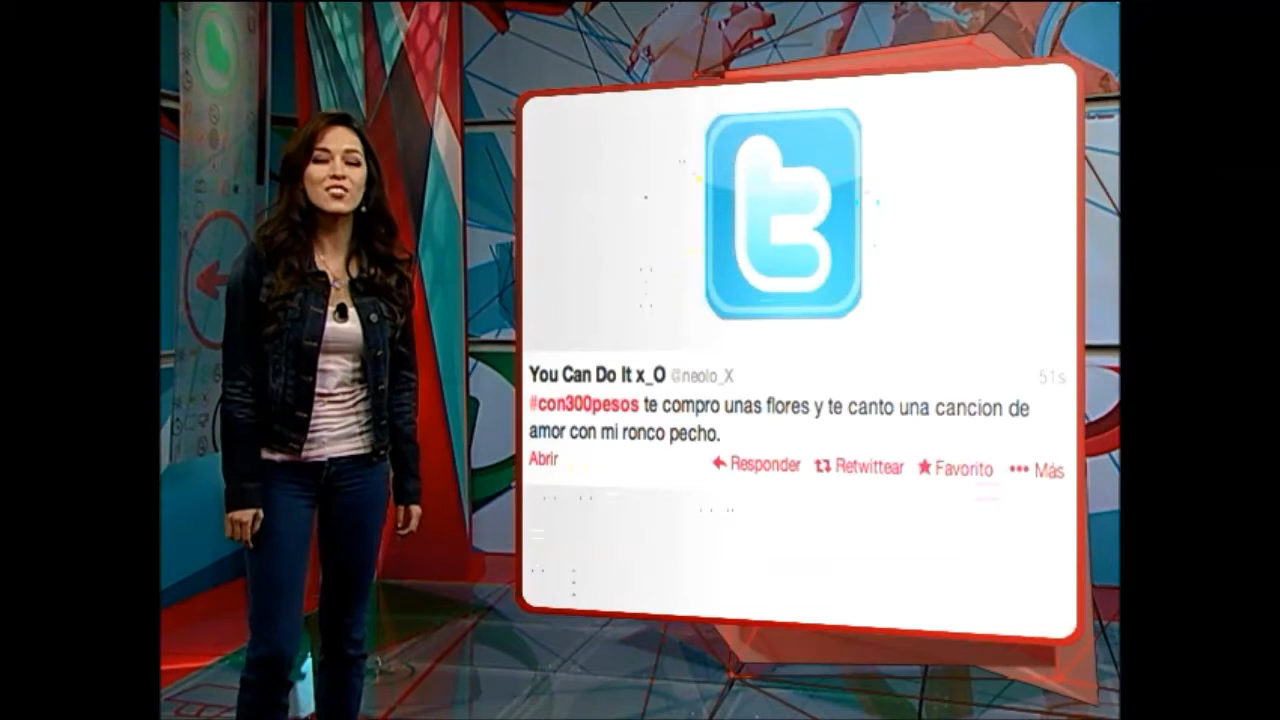 You Can Do It x_O @neolo_X 51s
#con300pesos te compro unas flores y te canto una cancion de
amor con mi ronco pecho.
Abrir Responder Retwittear Favorito Más